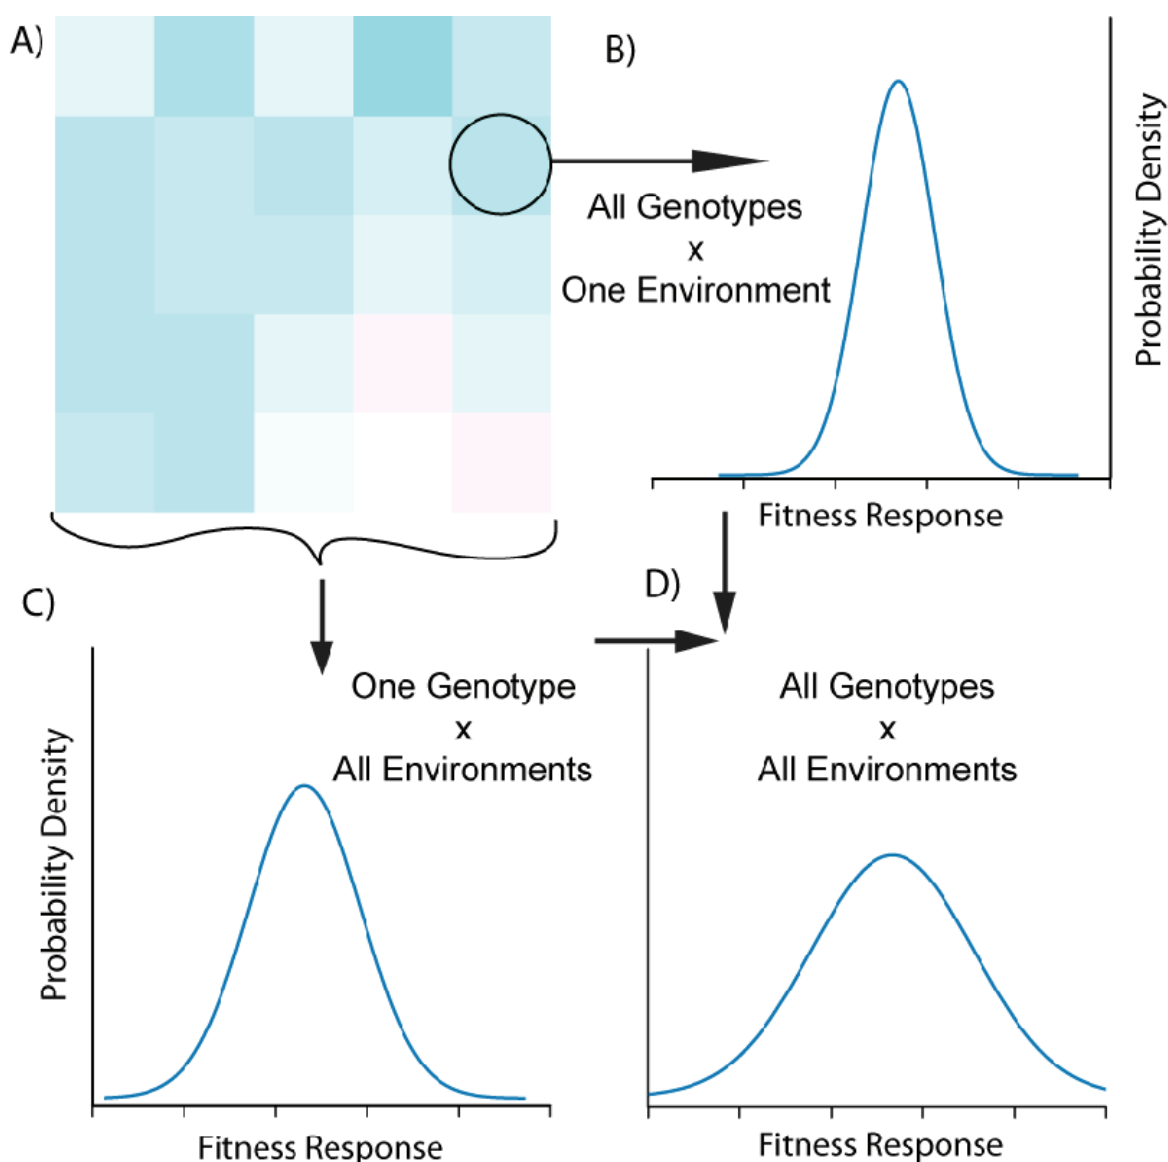 A)
B)
All Genotypes
x
One Environment
Probability Density
Fitness Response
C)
One Genotype
x
All Environments
Probability Density
Fitness Response
D)
All Genotypes
x
All Environments
Fitness Response